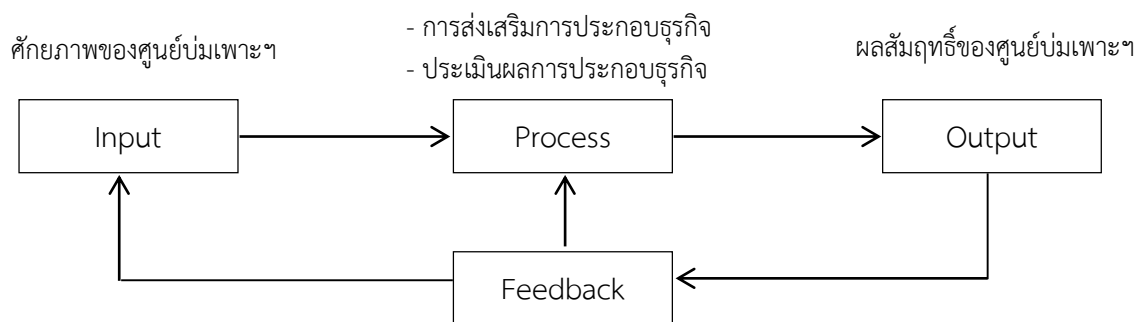 ศักยภาพของศูนย์บ่มเพาะฯ
- การส่งเสริมการประกอบธุรกิจ
- ประเมินผลการประกอบธุรกิจ
ผลสัมฤทธิ์ของศูนย์บ่มเพาะฯ
Input
Process
Output
Feedback